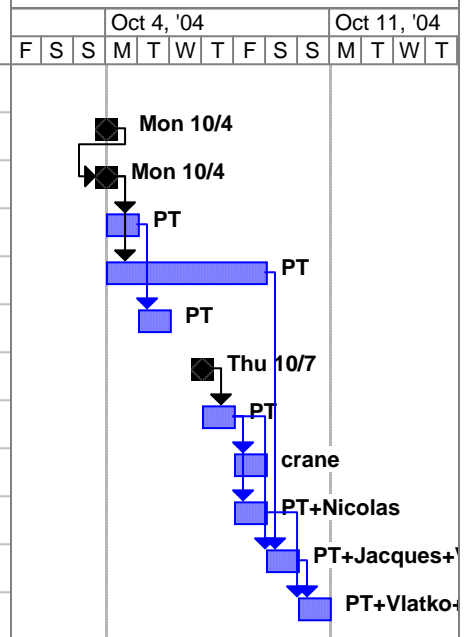 Oct 4, '04 Oct 11, '04
F S S M T W T F S S M T W T
Mon 10/4
Mon 10/4
PT
PT
PT
Thu 10/7
PT
crane
PT+Nicolas
PT+Jacques+
PT+Vlatko+